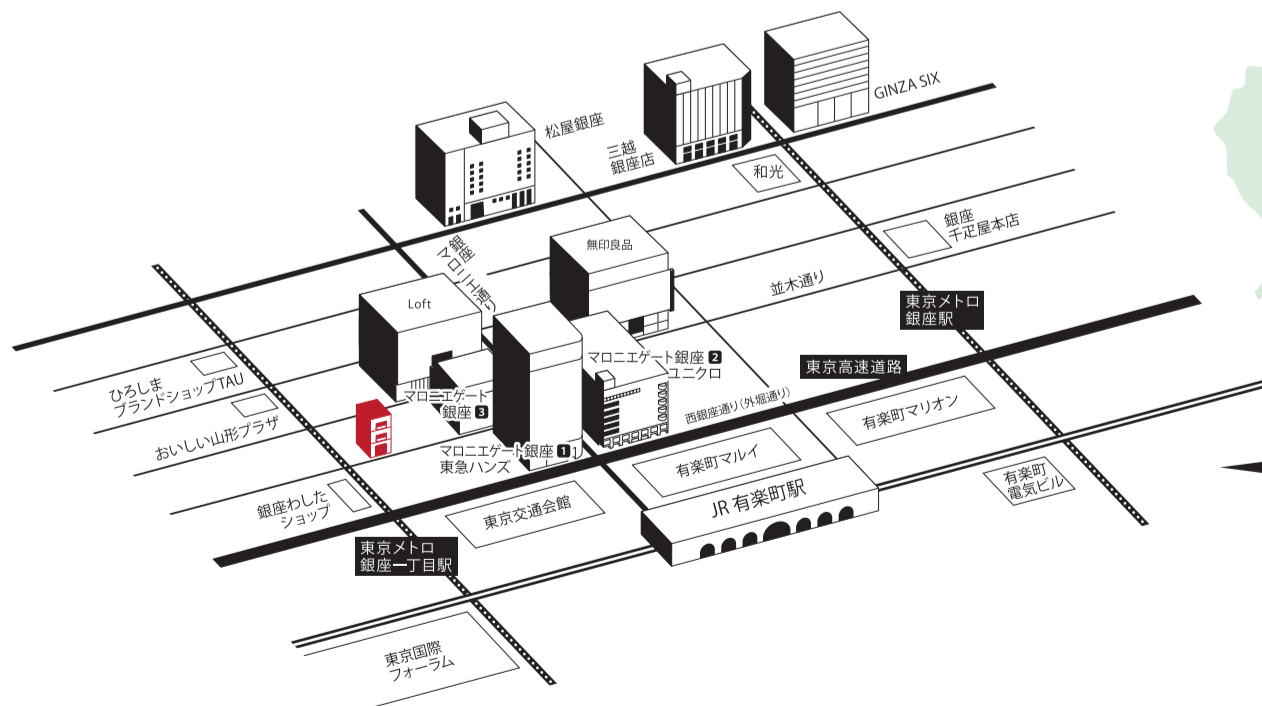 GINZA SIX
松屋銀座
三越
銀座店
和光
銀座
千疋屋本店
無印良品
銀座
マロニエ通り
並木通り
Loft
東京メトロ
銀座駅
マロニエゲート銀座 2
ユニクロ
東京高速道路
ひろしま
ブランドショップTAU
マロニエゲート
銀座 3
西銀座通り(外堀通り)
有楽町マリオン
おいしい山形プラザ
マロニエゲート銀座 1
東急ハンズ
有楽町マルイ
銀座わした
ショップ
東京交通会館
JR 有楽町駅
有楽町
電気ビル
東京メトロ
銀座一丁目駅
東京国際
フォーラム